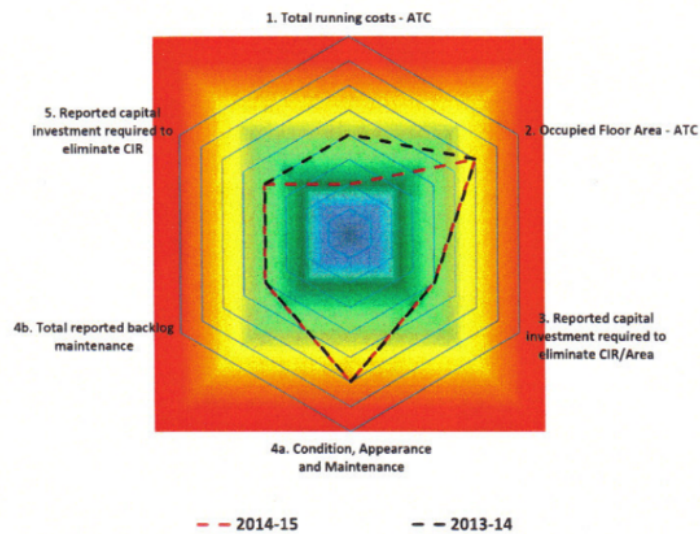 1. Total running costs - ATC
5. Reported capital
investment required to
eliminate CIR
2. Occupied Floor Area - ATC
4b. Total reported backlog
maintenance
3. Reported capital
investment required to
eliminate CIR/Area
4a. Condition, Appearance
and Maintenance
2014-15
2013-14